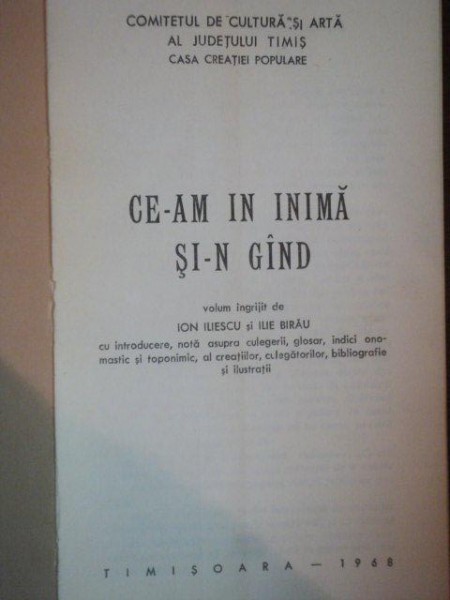 COMITETUL DE CULTURĂ ȘI ARTĂ
AL JUDEȚULUI TIMIȘ
CASA CREAȚIEI POPULARE
CE-AM IN INIMĂ
ȘI-N GÎND
volum îngrijit de
ION ILIESCU și ILIE BIRĂU
cu introducere, notă asupra culegerii, glosar, indici ono-
mastic și toponimic, al creațiilor, culegătorilor, bibliografie
și ilustrații
TIMIȘOARA — 1968